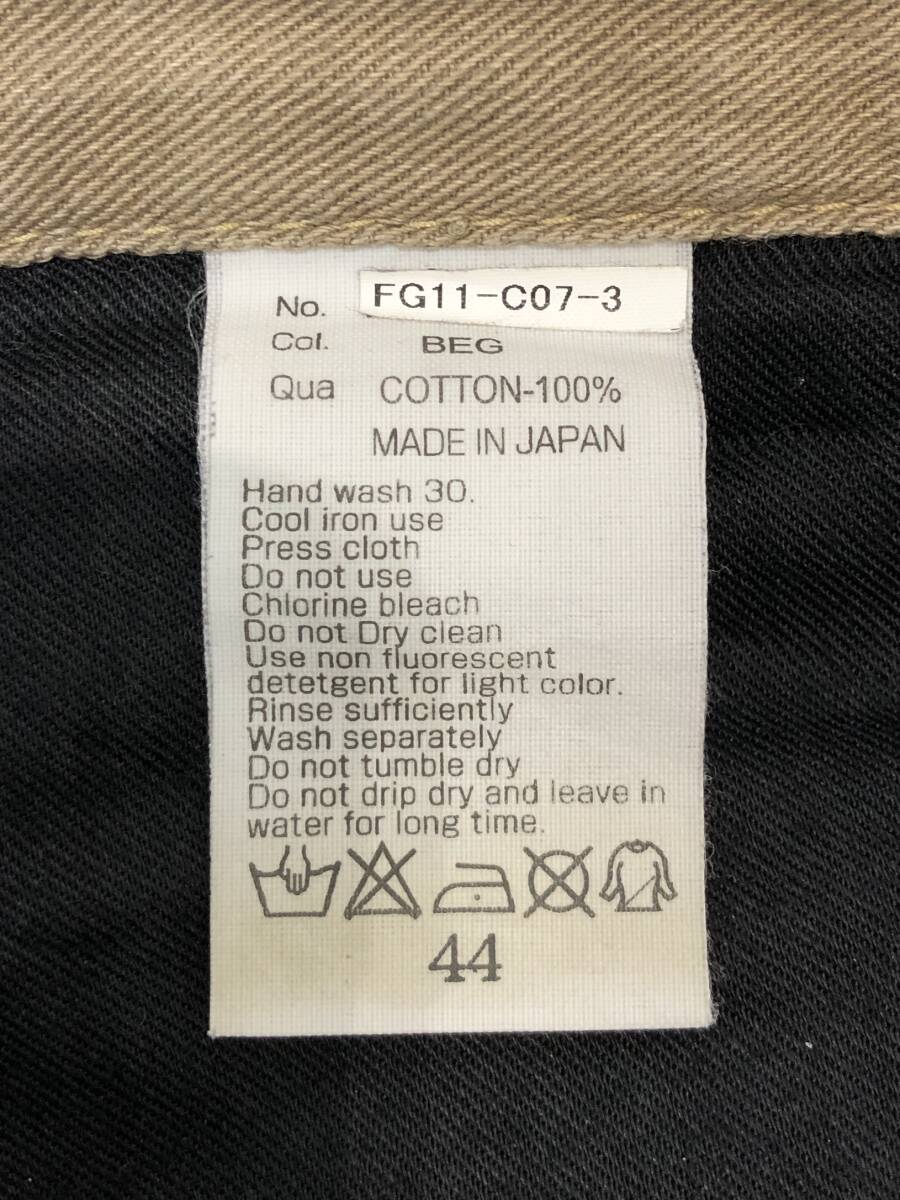 No. FG11-C07-3
Col. BEG
Qua COTTON-100%
MADE IN JAPAN
Hand wash 30.
Cool iron use
Press cloth
Do not use
Chlorine bleach
Do not Dry clean
Use non fluorescent
detetgent for light color.
Rinse sufficiently
Wash separately
Do not tumble dry
Do not drip dry and leave in
water for long time.
44